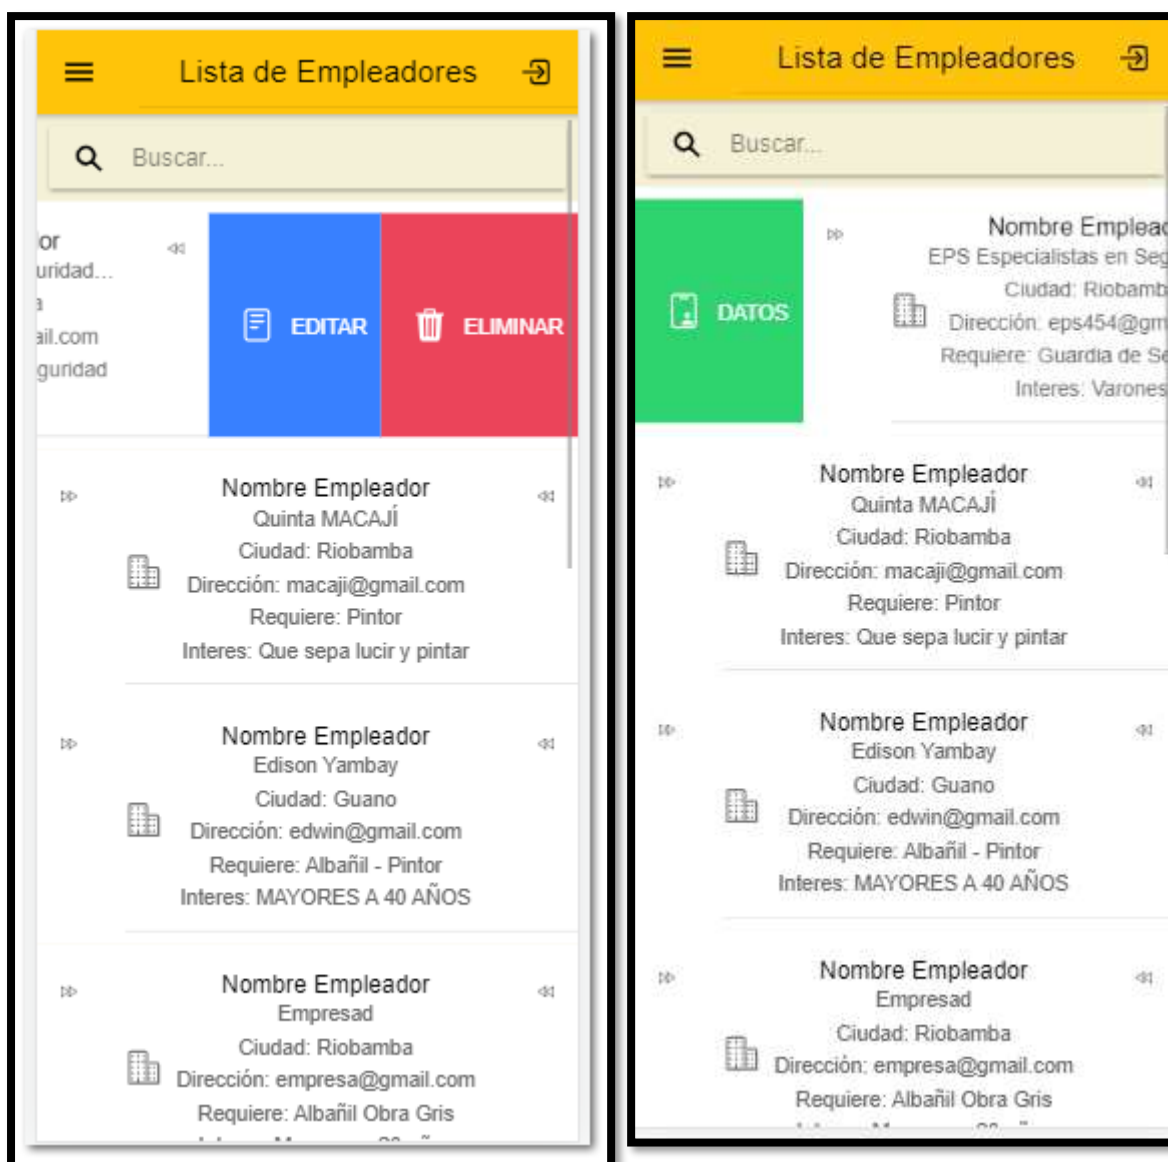 Lista de Empleadores
Buscar...
or
uridad...
a
ail.com
guridad
EDITAR
ELIMINAR
Nombre Empleador
Quinta MACAJÍ
Ciudad: Riobamba
Dirección: macaji@gmail.com
Requiere: Pintor
Interes: Que sepa lucir y pintar
Nombre Empleador
Edison Yambay
Ciudad: Guano
Dirección: edwin@gmail.com
Requiere: Albañil - Pintor
Interes: MAYORES A 40 AÑOS
Nombre Empleador
Empresad
Ciudad: Riobamba
Dirección: empresa@gmail.com
Requiere: Albañil Obra Gris
Lista de Empleadores
Buscar...
DATOS
Nombre Emplead
EPS Especialistas en Seg
Ciudad: Riobamb
Dirección: eps454@gm
Requiere: Guardia de Se
Interes: Varones
Nombre Empleador
Quinta MACAJÍ
Ciudad: Riobamba
Dirección: macaji@gmail.com
Requiere: Pintor
Interes: Que sepa lucir y pintar
Nombre Empleador
Edison Yambay
Ciudad: Guano
Dirección: edwin@gmail.com
Requiere: Albañil - Pintor
Interes: MAYORES A 40 AÑOS
Nombre Empleador
Empresad
Ciudad: Riobamba
Dirección: empresa@gmail.com
Requiere: Albañil Obra Gris